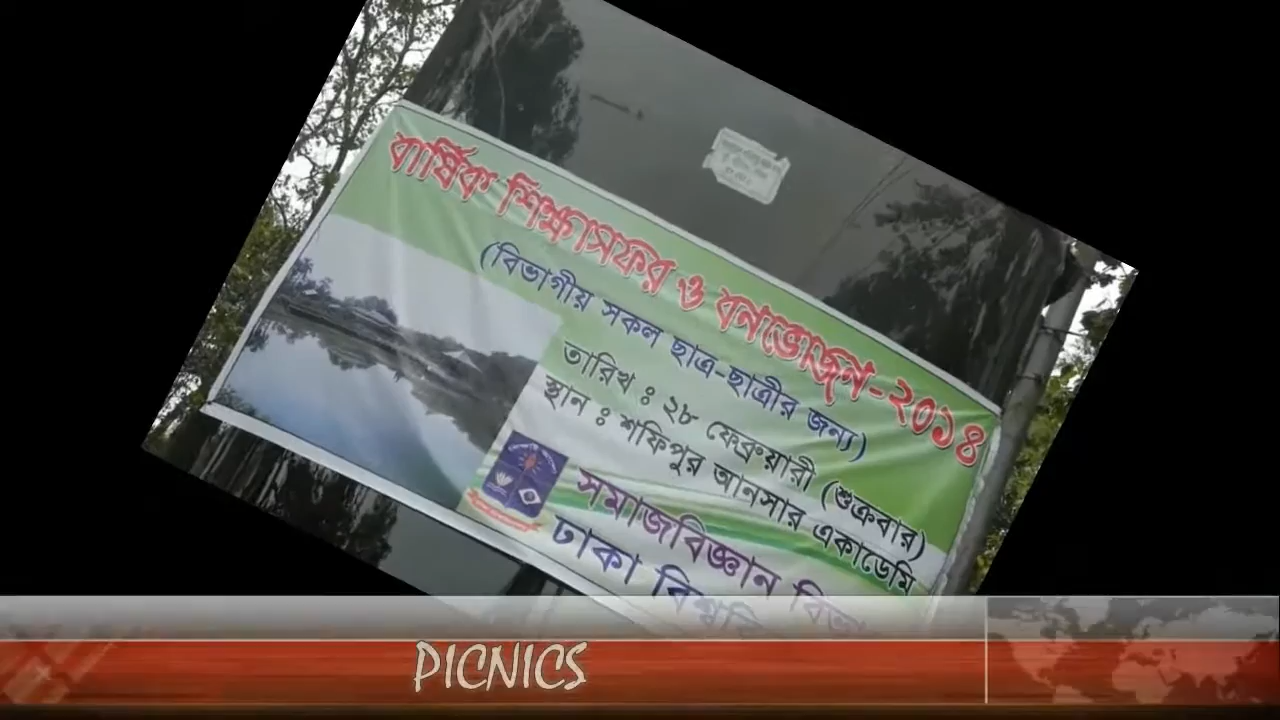 বার্ষিক শিক্ষাসফর ও বনভোজন-২০১৪
(বিভাগীয় সকল ছাত্র-ছাত্রীর জন্য)
তারিখ : ২৮ ফেব্রুয়ারী (শুক্রবার)
স্থান : শফিপুর আনসার একাডেমি
সমাজবিজ্ঞান
ঢাকা
PICNICS